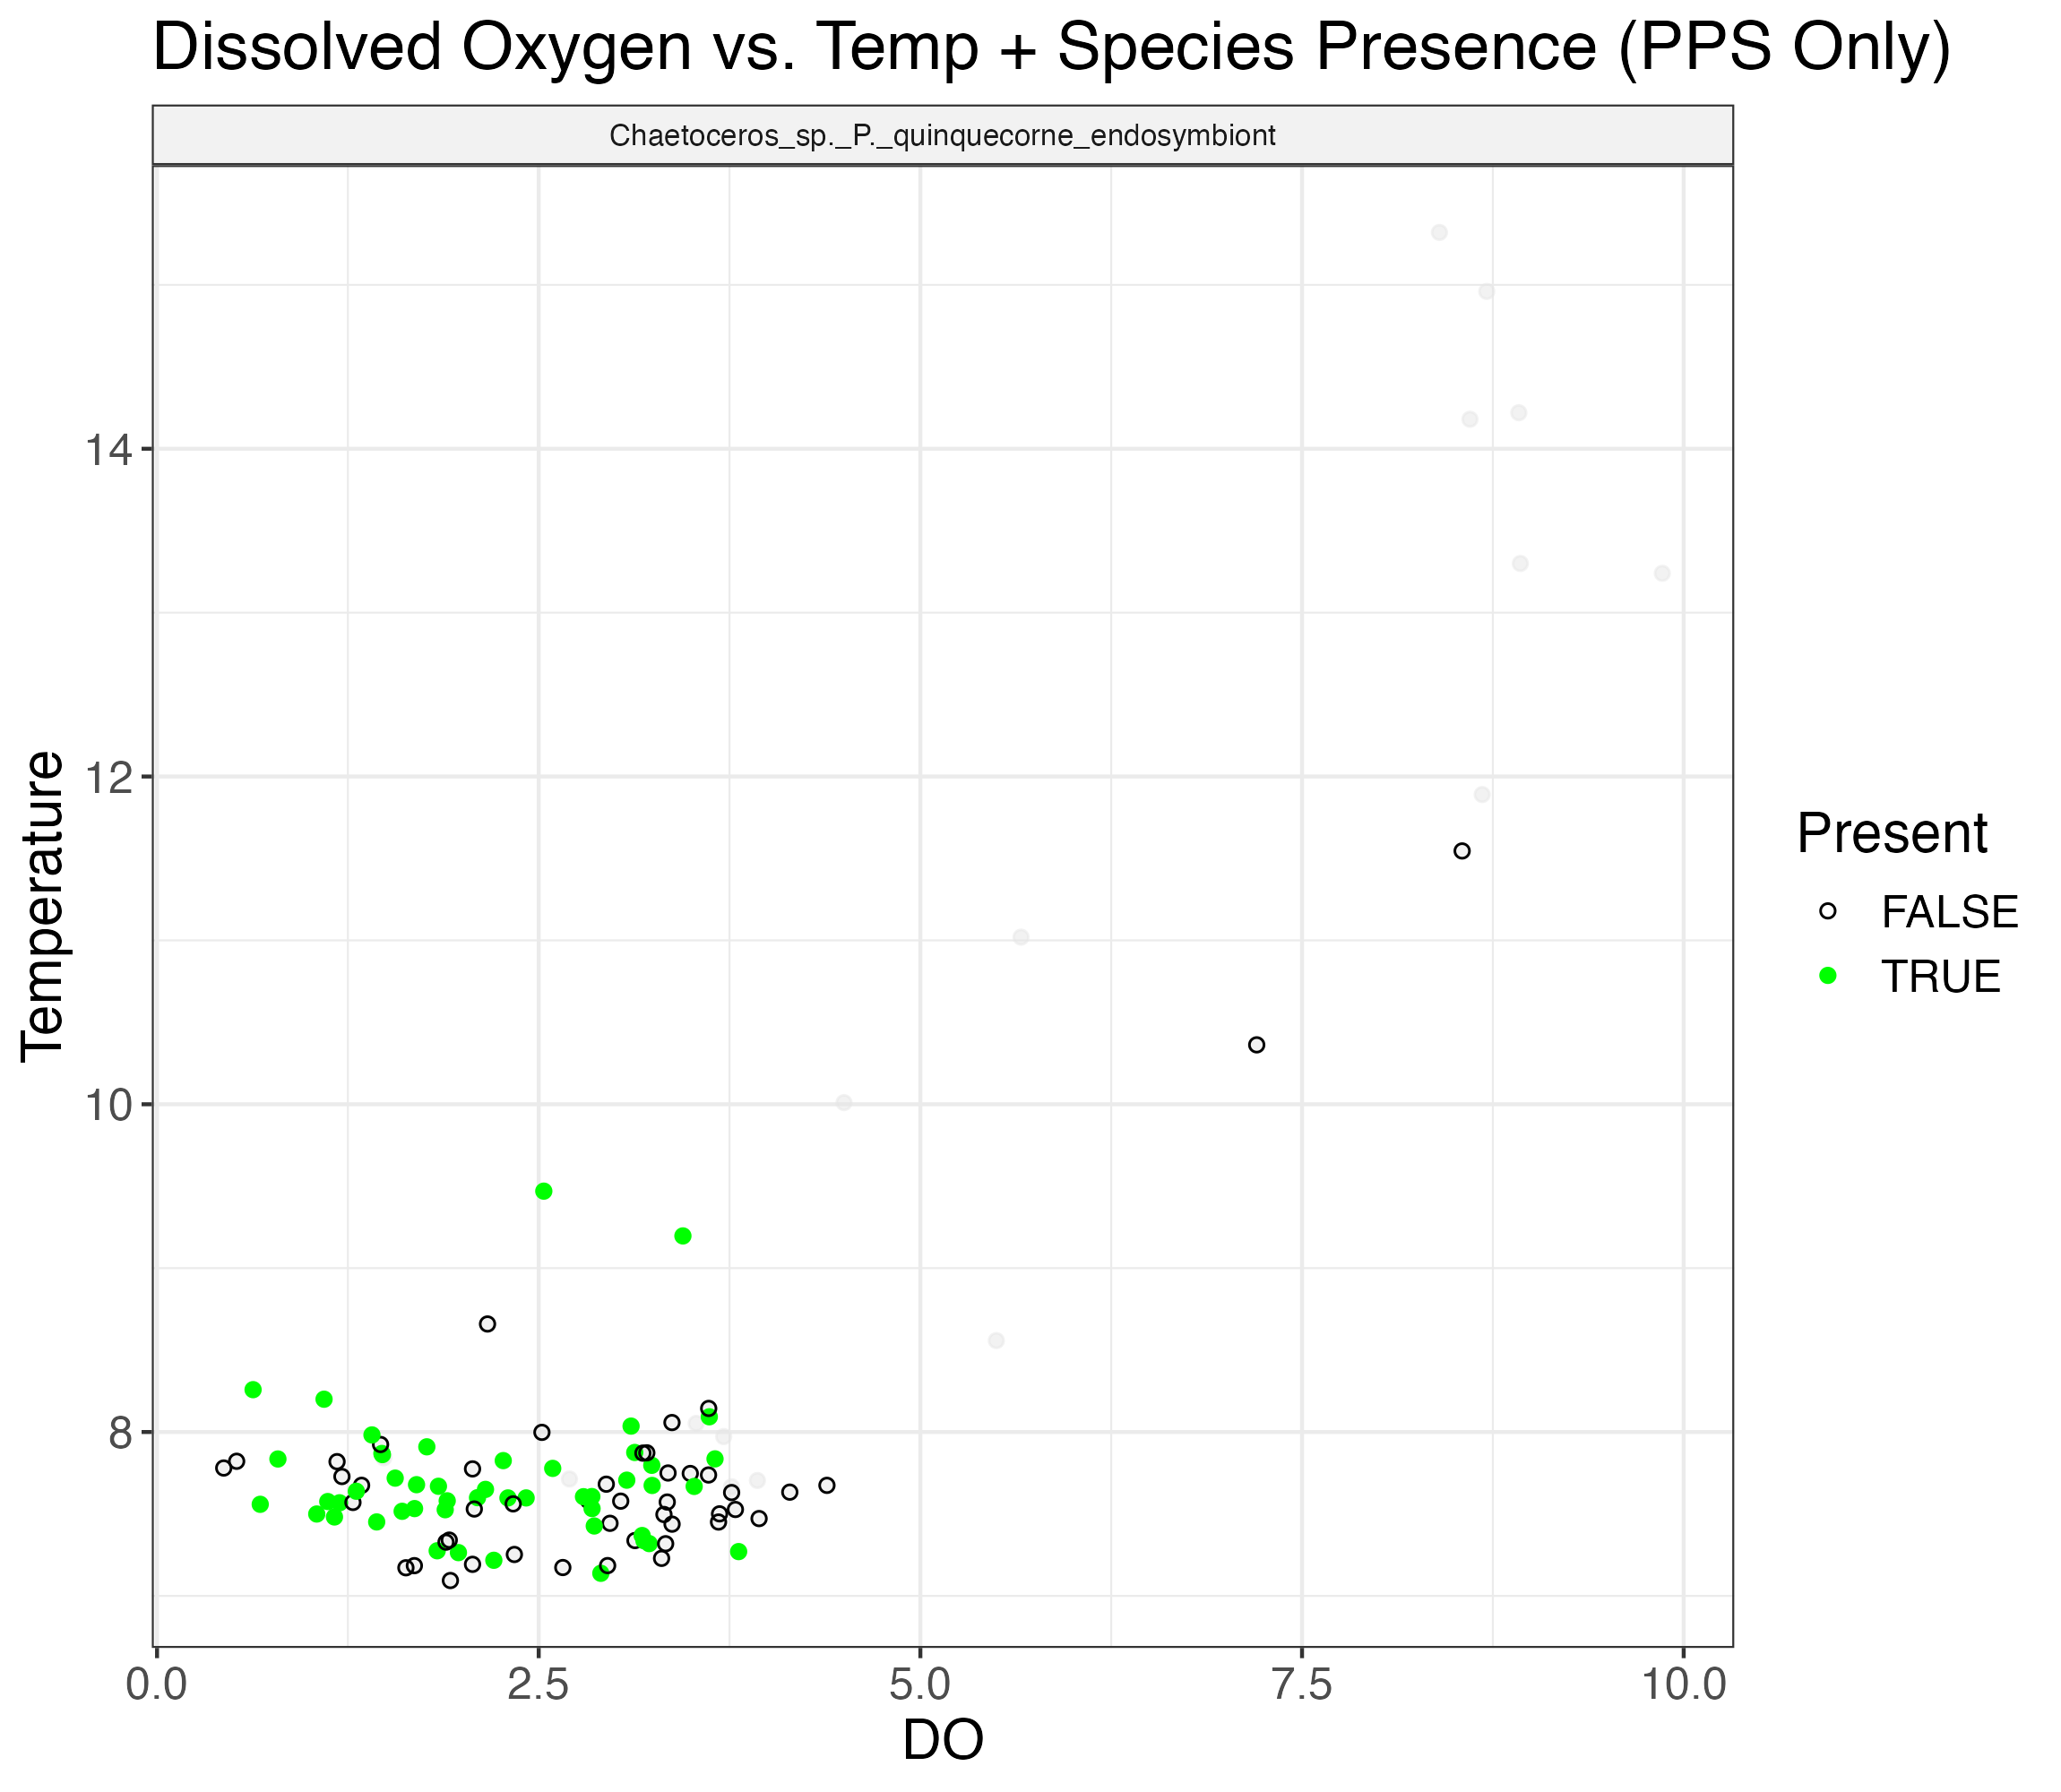 Dissolved Oxygen vs. Temp + Species Presence (PPS Only)
Chaetoceros_sp._P._quinquecorne_endosymbiont
14
12
10
8
Temperature
0.0 2.5 5.0 7.5 10.0
DO
Present
FALSE
TRUE